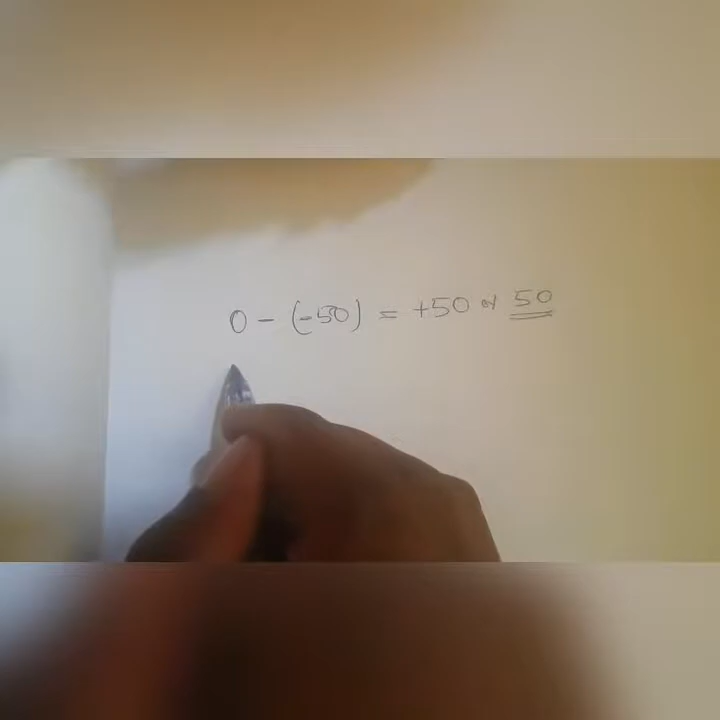 0 - (-50) = +50 or 50